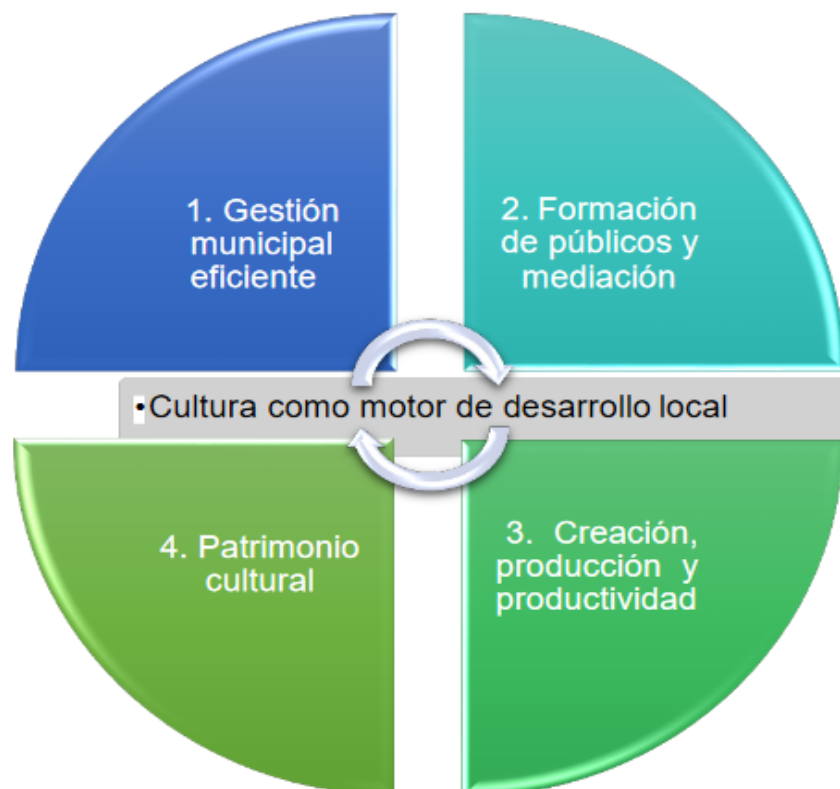 1. Gestión
municipal
eficiente
2. Formación
de públicos y
mediación
•Cultura como motor de desarrollo local
3. Creación,
producción y
productividad
4. Patrimonio
cultural